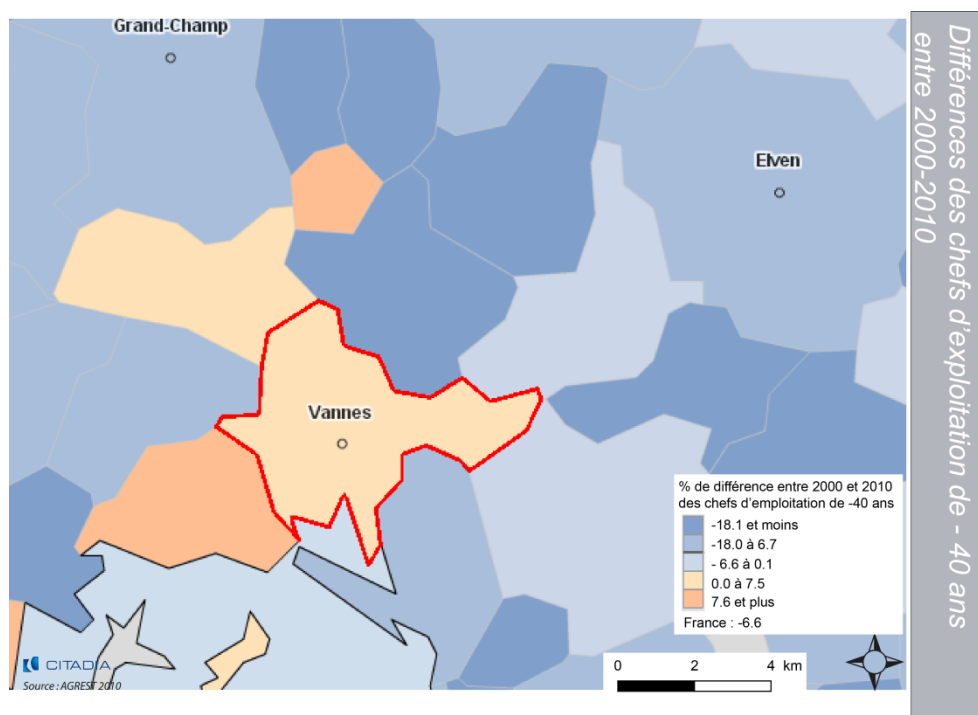 Grand-Champ
Elven
Vannes
% de différence entre 2000 et 2010
des chefs d'emploitation de -40 ans
-18.1 et moins
-18.0 à 6.7
- 6.6 à 0.1
0.0 à 7.5
7.6 et plus
France : -6.6
0 2 4 km
CITADIA
Source : AGREST 2010
Différences des chefs d'exploitation de - 40 ans
entre 2000-2010